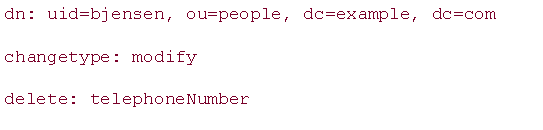 dn: uid=bjensen, ou=people, dc=example, dc=com
changetype: modify
delete: telephoneNumber